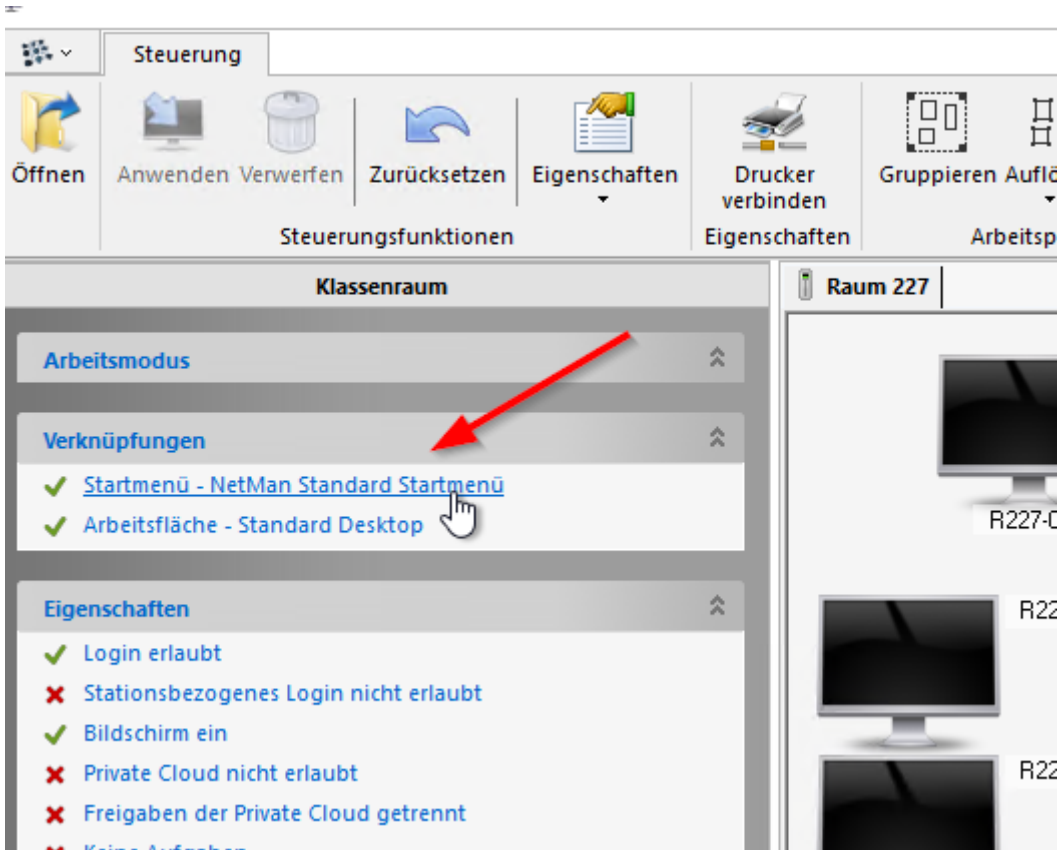 Steuerung
Öffnen
Anwenden
Verwerfen
Zurücksetzen
Eigenschaften
Drucker
verbinden
Gruppieren
Steuerungsfunktionen
Eigenschaften
Klassenraum
Raum 227
Arbeitsmodus
Verknüpfungen
Startmenü - NetMan Standard Startmenü
Arbeitsfläche - Standard Desktop
Eigenschaften
Login erlaubt
Stationsbezogenes Login nicht erlaubt
Bildschirm ein
Private Cloud nicht erlaubt
Freigaben der Private Cloud getrennt